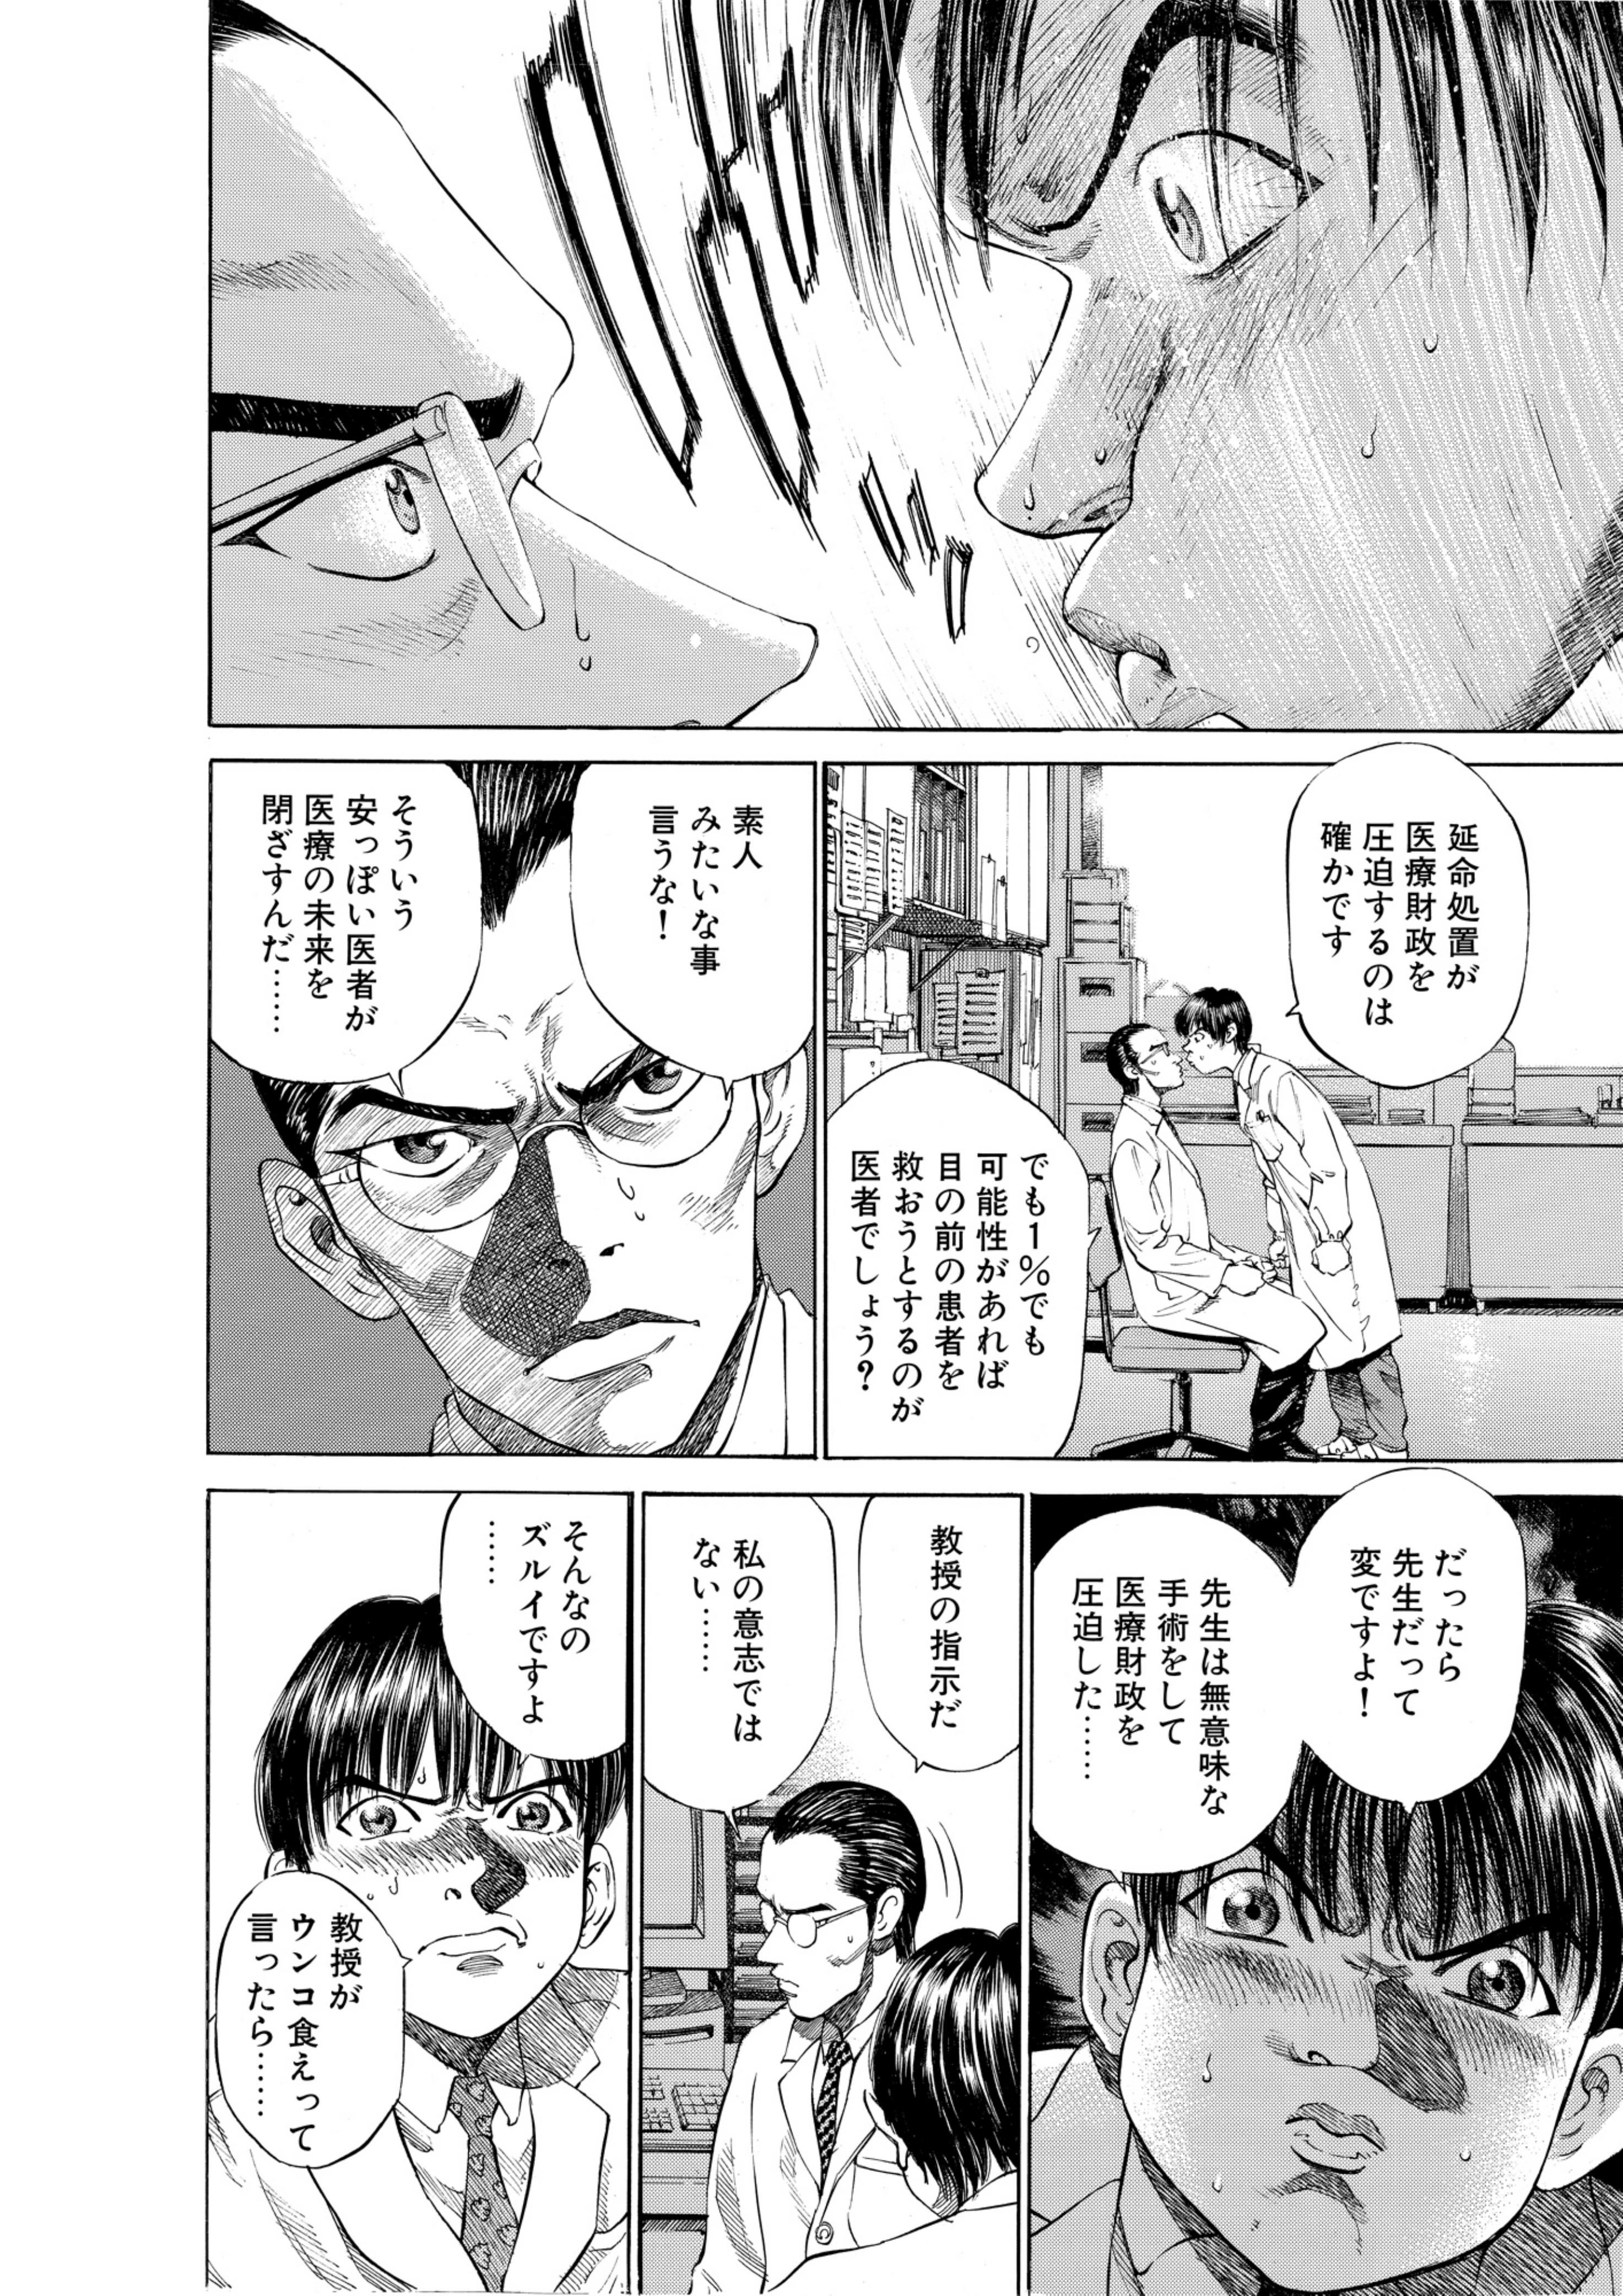 延命処置が
医療財政を
圧迫するのは
確かです
でも1%でも
可能性があれば
目の前の患者を
救おうとするのが
医者でしょう?
素人
みたいな事
言うな!
そういう
安っぽい医者が
医療の未来を
閉ざすんだ……
だったら
先生だって
変ですよ!
先生は無意味な
手術をして
医療財政を
圧迫した……
教授の指示だ
私の意志では
ない……
そんなの
ズルイですよ
……
教授が
ウンコ食えって
言ったら……